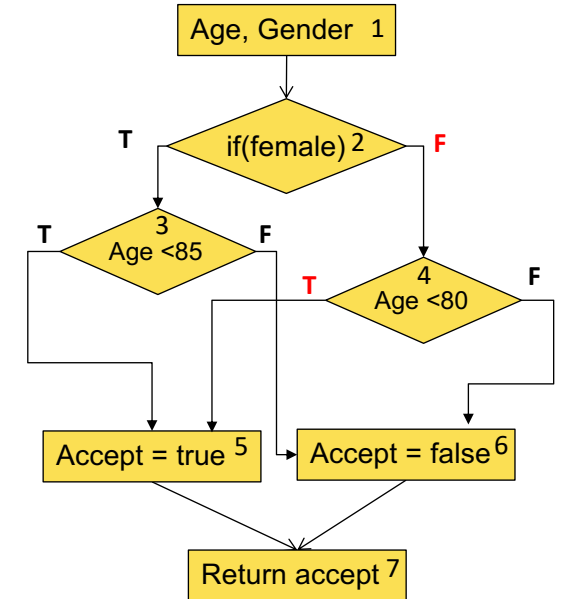 Age, Gender 1
T
if(female) 2
F
T
3
Age <85
F
T
4
Age <80
F
Accept = true 5
Accept = false 6
Return accept 7